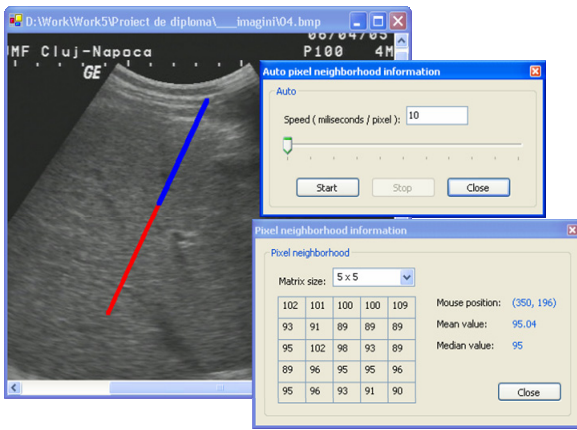 D:\Work\Work5\Proiect de diploma\___imagini\04.bmp
06/04/05
UMF Cluj-Napoca
P100 4M
GE
Auto pixel neighborhood information
Auto
Speed ( miliseconds / pixel ): 10
Start Stop Close
Pixel neighborhood information
Pixel neighborhood
Matrix size: 5 x 5
102 101 100 100 109
93 91 89 89 89
95 102 98 93 89
89 96 95 95 96
95 96 93 91 90
Mouse position: (350, 196)
Mean value: 95.04
Median value: 95
Close